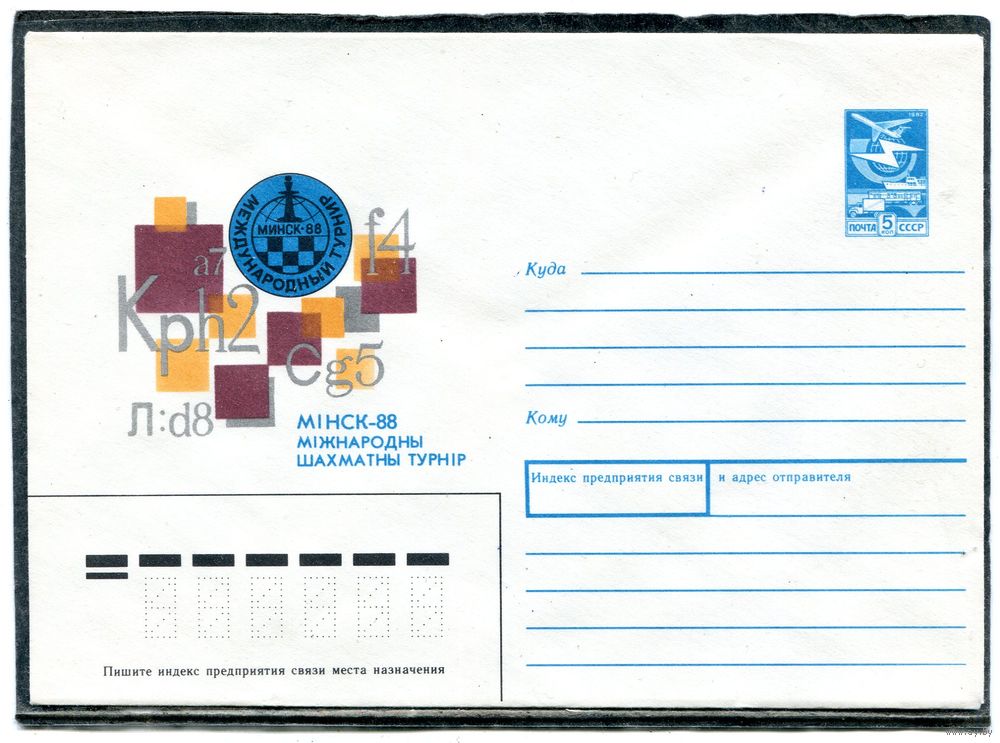 1982
ПОЧТА 5 КОП СССР
МЕЖДУНАРОДНЫЙ ТУРНИР
МИНСК-88
f4
a7
Kph2
Cg5
Л:d8
МІНСК-88
МІЖНАРОДНЫ
ШАХМАТНЫ ТУРНІР
Куда
Кому
Индекс предприятия связи и адрес отправителя
Пишите индекс предприятия связи места назначения